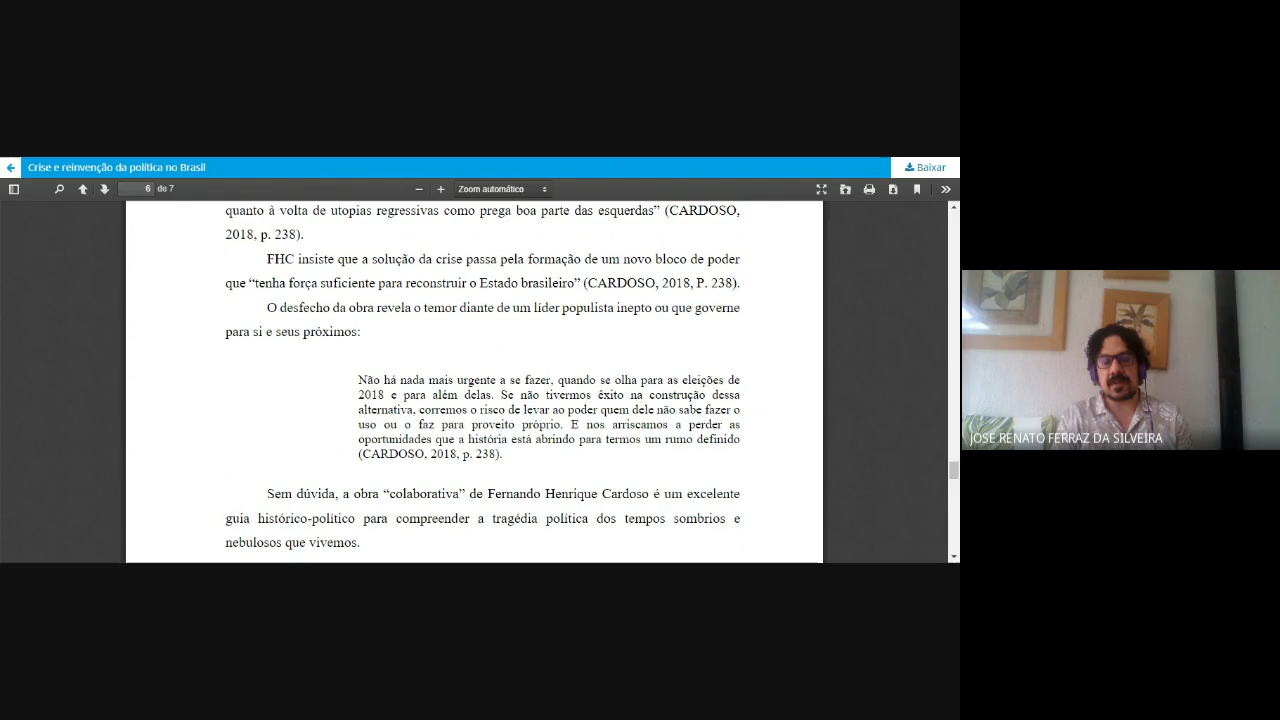 Crise e reinvenção da política no Brasil
Baixar
6 de 7
Zoom automático
quanto à volta de utopias regressivas como prega boa parte das esquerdas” (CARDOSO,
2018, p. 238).
FHC insiste que a solução da crise passa pela formação de um novo bloco de poder
que “tenha força suficiente para reconstruir o Estado brasileiro” (CARDOSO, 2018, P. 238).
O desfecho da obra revela o temor diante de um líder populista inepto ou que governe
para si e seus próximos:
Não há nada mais urgente a se fazer, quando se olha para as eleições de
2018 e para além delas. Se não tivermos êxito na construção dessa
alternativa, corremos o risco de levar ao poder quem dele não sabe fazer o
uso ou o faz para proveito próprio. E nos arriscamos a perder as
oportunidades que a história está abrindo para termos um rumo definido
(CARDOSO, 2018, p. 238).
Sem dúvida, a obra “colaborativa” de Fernando Henrique Cardoso é um excelente
guia histórico-político para compreender a tragédia política dos tempos sombrios e
nebulosos que vivemos.
JOSE RENATO FERRAZ DA SILVEIRA